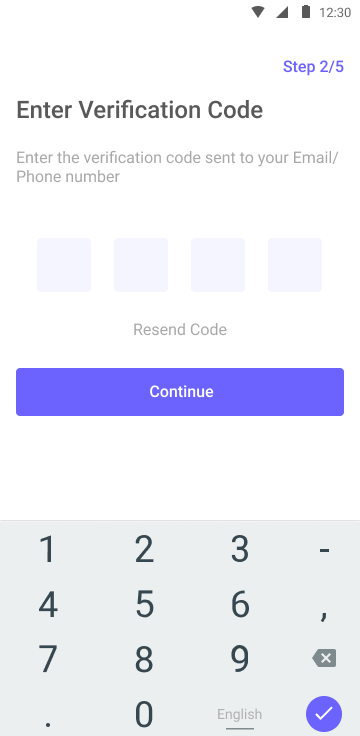 12:30
Step 2/5
Enter Verification Code
Enter the verification code sent to your Email/
Phone number
Resend Code
Continue
1 2 3 -
4 5 6 ,
7 8 9
. 0 English